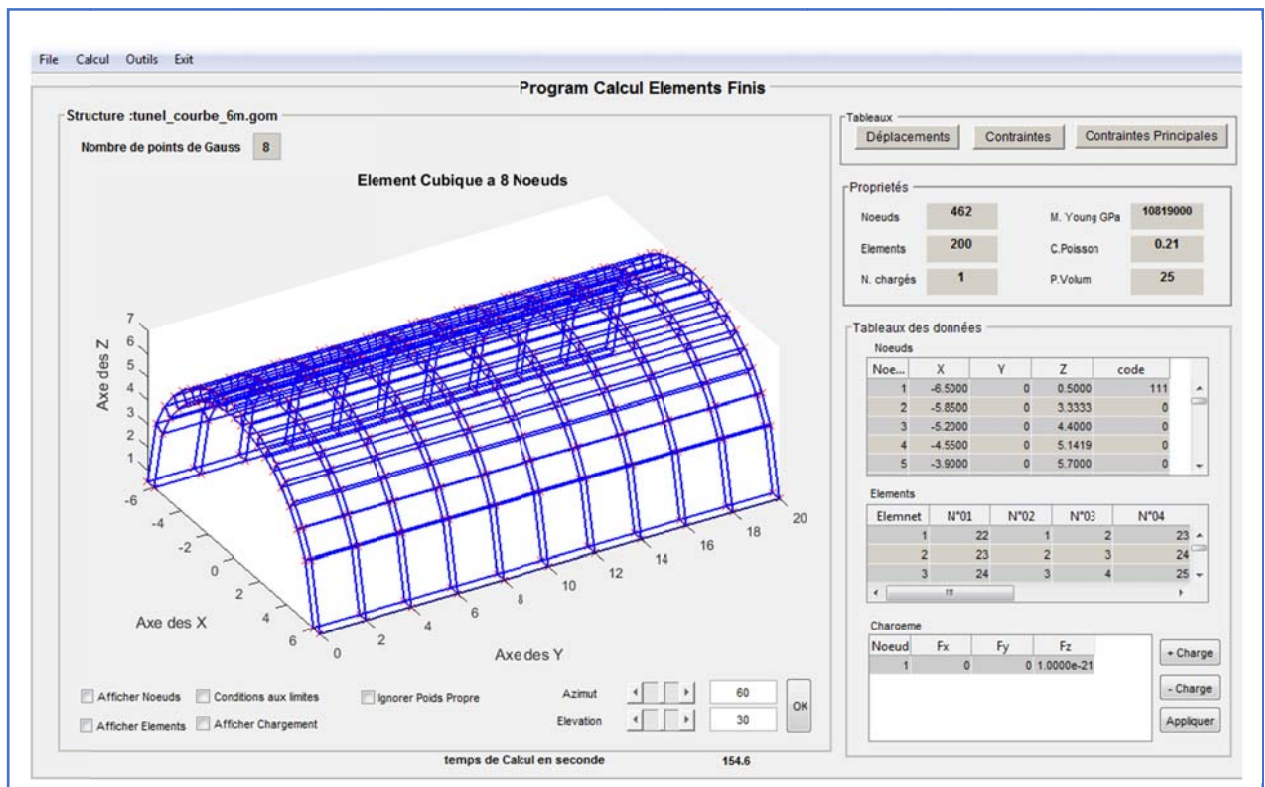 File Calcul Outils Exit
Program Calcul Elements Finis
Structure :tunel_courbe_6m.gom
Nombre de points de Gauss 8
Element Cubique a 8 Noeuds
Axe des Z
7
6
5
4
3
2
1
-6
-4
-2
0
2
4
6
Axe des X
0
2
4
6
8
10
12
14
16
18
20
Axe des Y
Afficher Noeuds Conditions aux limites Ignorer Poids Propre
Afficher Elements Afficher Chargement
Azimut 60
Elevation 30
OK
temps de Calcul en seconde 154.6
Tableaux
Déplacements Contraintes Contraintes Principales
Proprietés
Noeuds 462 M. Young GPa 10819000
Elements 200 C.Poisson 0.21
N. chargés 1 P.Volum 25
Tableaux des données
Noeuds
Noe... X Y Z code
1 -6.5000 0 0.5000 111
2 -5.8500 0 3.3333 0
3 -5.2000 0 4.4000 0
4 -4.5500 0 5.1419 0
5 -3.9000 0 5.7000 0
Elements
Elemnet N°01 N°02 N°03 N°04
1 22 1 2 23
2 23 2 3 24
3 24 3 4 25
Chargeme
Noeud Fx Fy Fz
1 0 0 1.0000e-21
+ Charge
- Charge
Appliquer